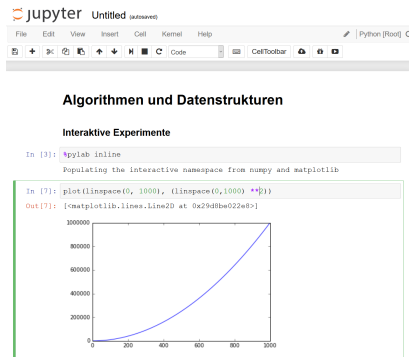 jupyter Untitled (autosaved)
File Edit View Insert Cell Kernel Help Python [Root]
Code CellToolbar
Algorithmen und Datenstrukturen
Interaktive Experimente
In [3]: %pylab inline
Populating the interactive namespace from numpy and matplotlib
In [7]: plot(linspace(0, 1000), (linspace(0,1000) **2))
Out[7]: [<matplotlib.lines.Line2D at 0x29d8be022e8>]
1000000
800000
600000
400000
200000
0
0 200 400 600 800 1000